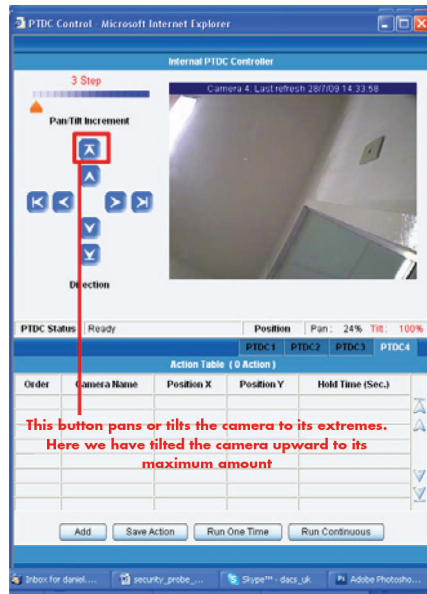 PTDC Control - Microsoft Internet Explorer
Internal PTDC Controller
3 Step
Camera 4. Last refresh 28/7/09 14:33:58
Pan/Tilt Increment
Direction
PTDC Status Ready Position Pan: 24% Tilt: 100%
PTDC1 PTDC2 PTDC3 PTDC4
Action Table ( 0 Action )
Order Camera Name Position X Position Y Hold Time (Sec.)
This button pans or tilts the camera to its extremes.
Here we have tilted the camera upward to its
maximum amount
Add Save Action Run One Time Run Continuous
Inbox for daniel.... security_probe_... Skype™ - dacs_uk Adobe Photosho...